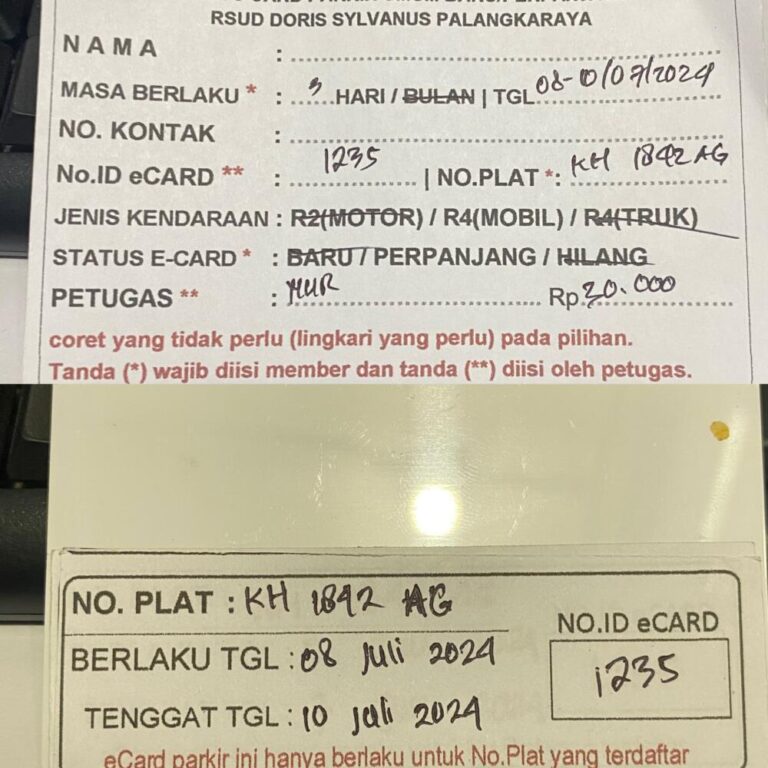 RSUD DORIS SYLVANUS PALANGKARAYA
NAMA :
MASA BERLAKU * : 3 HARI / BULAN | TGL 08-10/07/2024
NO. KONTAK :
No.ID eCARD ** : 1235 | NO.PLAT *: KH 1842 AG
JENIS KENDARAAN : R2(MOTOR) / R4(MOBIL) / R4(TRUK)
STATUS E-CARD * : BARU / PERPANJANG / HILANG
PETUGAS ** : MUR Rp 30.000
coret yang tidak perlu (lingkari yang perlu) pada pilihan.
Tanda (*) wajib diisi member dan tanda (**) diisi oleh petugas.
NO. PLAT : KH 1842 AG
NO.ID eCARD
BERLAKU TGL : 08 Juli 2024
1235
TENGGAT TGL : 10 Juli 2024
eCard parkir ini hanya berlaku untuk No.Plat yang terdaftar